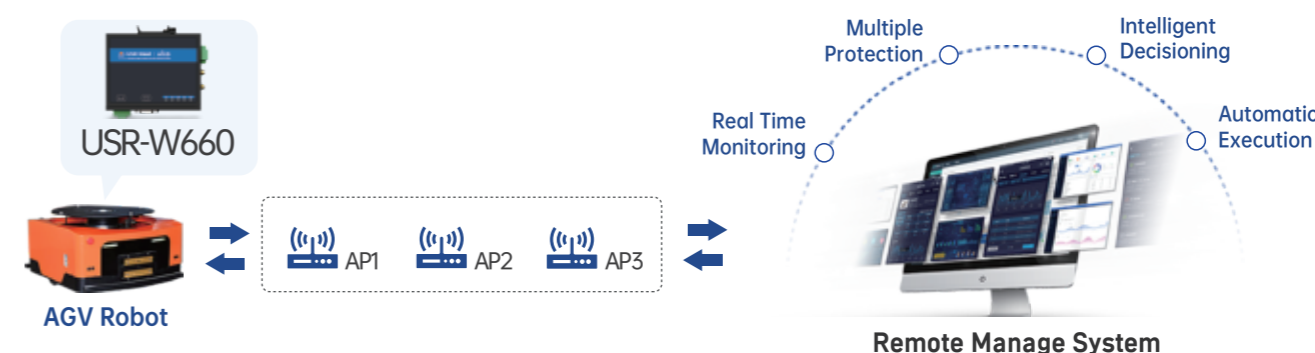 USR-W660
AGV Robot
AP1
AP2
AP3
Real Time
Monitoring
Multiple
Protection
Intelligent
Decisioning
Automatic
Execution
Remote Manage System